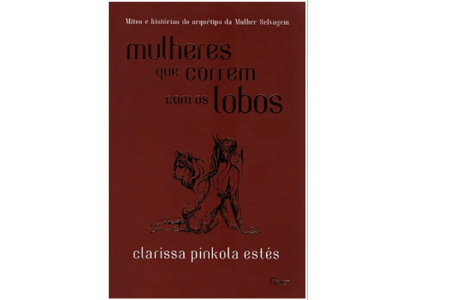 Mitos e histórias do arquétipo da Mulher Selvagem
mulheres
que correm
com os lobos
clarissa pinkola estés